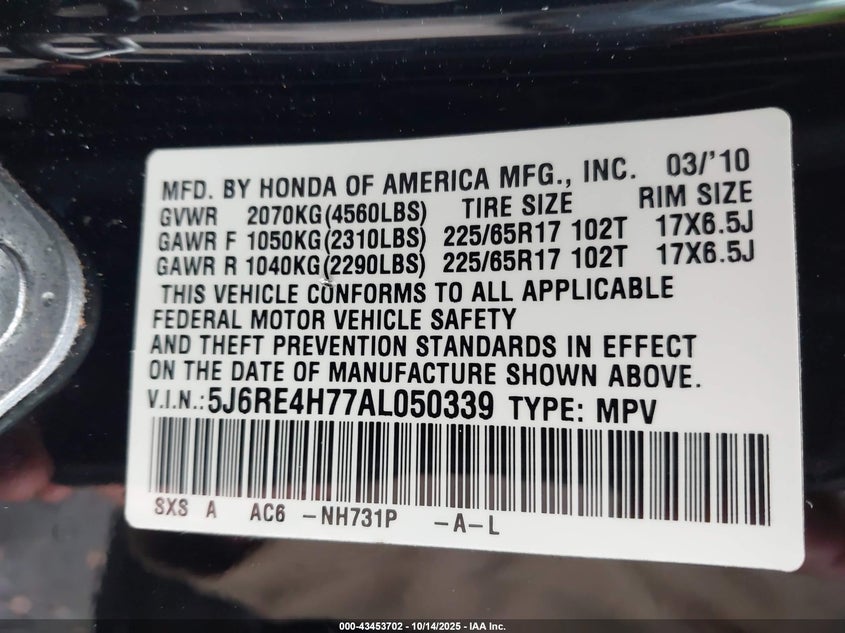 MFD. BY HONDA OF AMERICA MFG., INC. 03/'10
GVWR 2070KG(4560LBS) TIRE SIZE RIM SIZE
GAWR F 1050KG(2310LBS) 225/65R17 102T 17X6.5J
GAWR R 1040KG(2290LBS) 225/65R17 102T 17X6.5J
THIS VEHICLE CONFORMS TO ALL APPLICABLE
FEDERAL MOTOR VEHICLE SAFETY
AND THEFT PREVENTION STANDARDS IN EFFECT
ON THE DATE OF MANUFACTURE SHOWN ABOVE.
V.I.N.: 5J6RE4H77AL050339 TYPE: MPV
SXS A AC6 -NH731P -A-L
000-43453702 - 10/14/2025 - IAA Inc.